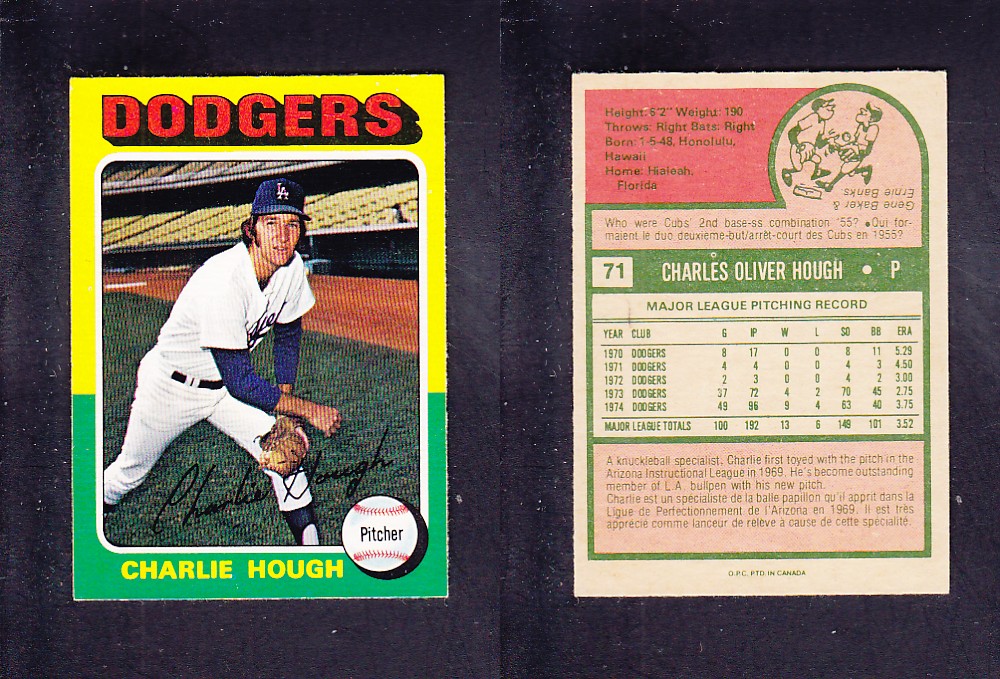 DODGERS
LA
Charlie Hough
Pitcher
CHARLIE HOUGH
Height: 6'2" Weight: 190
Throws: Right Bats: Right
Born: 1-5-48, Honolulu,
Hawaii
Home: Hialeah,
Florida
Gene Baker &
Ernie Banks
Who were Cubs' 2nd base-ss combination '55? ●Qui for-
maient le duo deuxième-but/arrêt-court des Cubs en 1955?
71 CHARLES OLIVER HOUGH • P
MAJOR LEAGUE PITCHING RECORD
YEAR CLUB G IP W L SO BB ERA
1970 DODGERS 8 17 0 0 8 11 5.29
1971 DODGERS 4 4 0 0 4 3 4.50
1972 DODGERS 2 3 0 0 4 2 3.00
1973 DODGERS 37 72 4 2 70 45 2.75
1974 DODGERS 49 96 9 4 63 40 3.75
MAJOR LEAGUE TOTALS 100 192 13 6 149 101 3.52
A knuckleball specialist, Charlie first toyed with the pitch in the
Arizona Instructional League in 1969. He's become outstanding
member of L.A. bullpen with his new pitch.
Charlie est un spécialiste de la balle papillon qu'il apprit dans la
Ligue de Perfectionnement de l'Arizona en 1969. Il est très
apprécié comme lanceur de relève à cause de cette spécialité.
O.P.C. PTD. IN CANADA